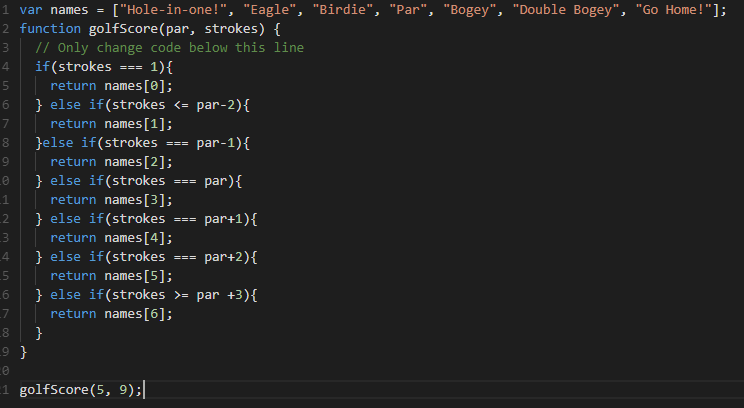 1 var names = ["Hole-in-one!", "Eagle", "Birdie", "Par", "Bogey", "Double Bogey", "Go Home!"];
2 function golfScore(par, strokes) {
3   // Only change code below this line
4   if(strokes === 1){
5     return names[0];
6   } else if(strokes <= par-2){
7     return names[1];
8   }else if(strokes === par-1){
9     return names[2];
0   } else if(strokes === par){
1     return names[3];
2   } else if(strokes === par+1){
3     return names[4];
4   } else if(strokes === par+2){
5     return names[5];
6   } else if(strokes >= par +3){
7     return names[6];
8   }
9 }
0
1 golfScore(5, 9);